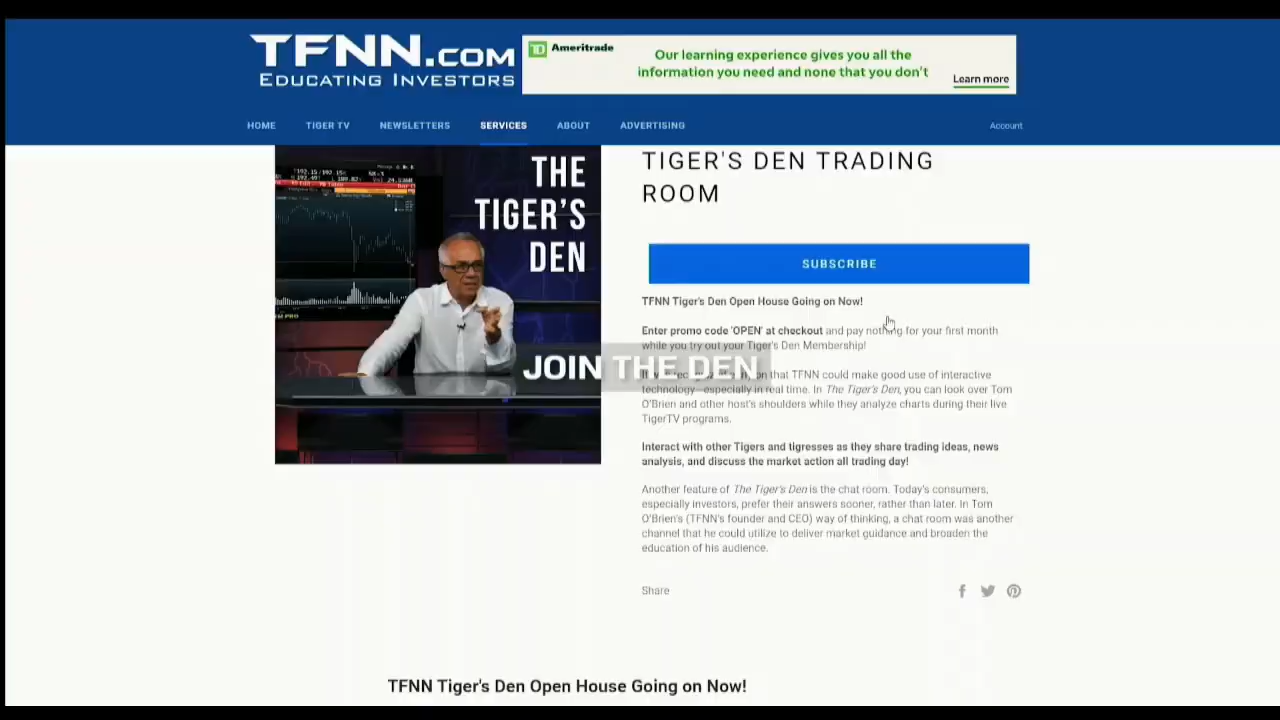 TFNN.COM
EDUCATING INVESTORS
TD Ameritrade
Our learning experience gives you all the
information you need and none that you don't
Learn more
HOME TIGER TV NEWSLETTERS SERVICES ABOUT ADVERTISING Account
THE
TIGER'S
DEN
TIGER'S DEN TRADING
ROOM
SUBSCRIBE
TFNN Tiger's Den Open House Going on Now!
Enter promo code 'OPEN' at checkout and pay nothing for your first month
while you try out your Tiger's Den Membership!
JOIN THE DEN
that TFNN could make good use of interactive
technology—especially in real time. In The Tiger's Den, you can look over Tom
O'Brien and other host's shoulders while they analyze charts during their live
TigerTV programs.
Interact with other Tigers and tigresses as they share trading ideas, news
analysis, and discuss the market action all trading day!
Another feature of The Tiger's Den is the chat room. Today's consumers,
especially investors, prefer their answers sooner, rather than later. In Tom
O'Brien's (TFNN's founder and CEO) way of thinking, a chat room was another
channel that he could utilize to deliver market guidance and broaden the
education of his audience.
Share
TFNN Tiger's Den Open House Going on Now!